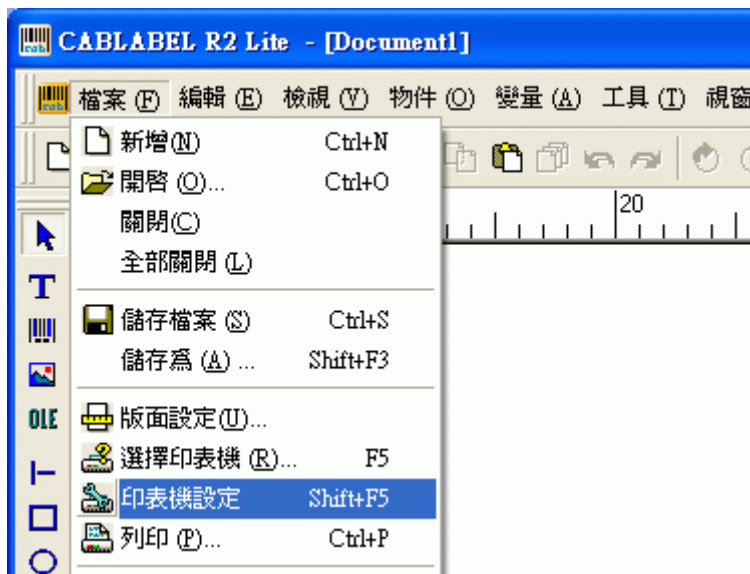 CABLABEL R2 Lite - [Document1]
檔案 (F) 編輯 (E) 檢視 (V) 物件 (O) 變量 (A) 工具 (T) 視窗
新增(N) Ctrl+N
開啓 (O)... Ctrl+O
20
關閉(C)
全部關閉 (L)
T
儲存檔案 (S) Ctrl+S
儲存爲 (A) ... Shift+F3
OLE
版面設定(U)...
選擇印表機 (R)... F5
印表機設定 Shift+F5
列印 (P)... Ctrl+P